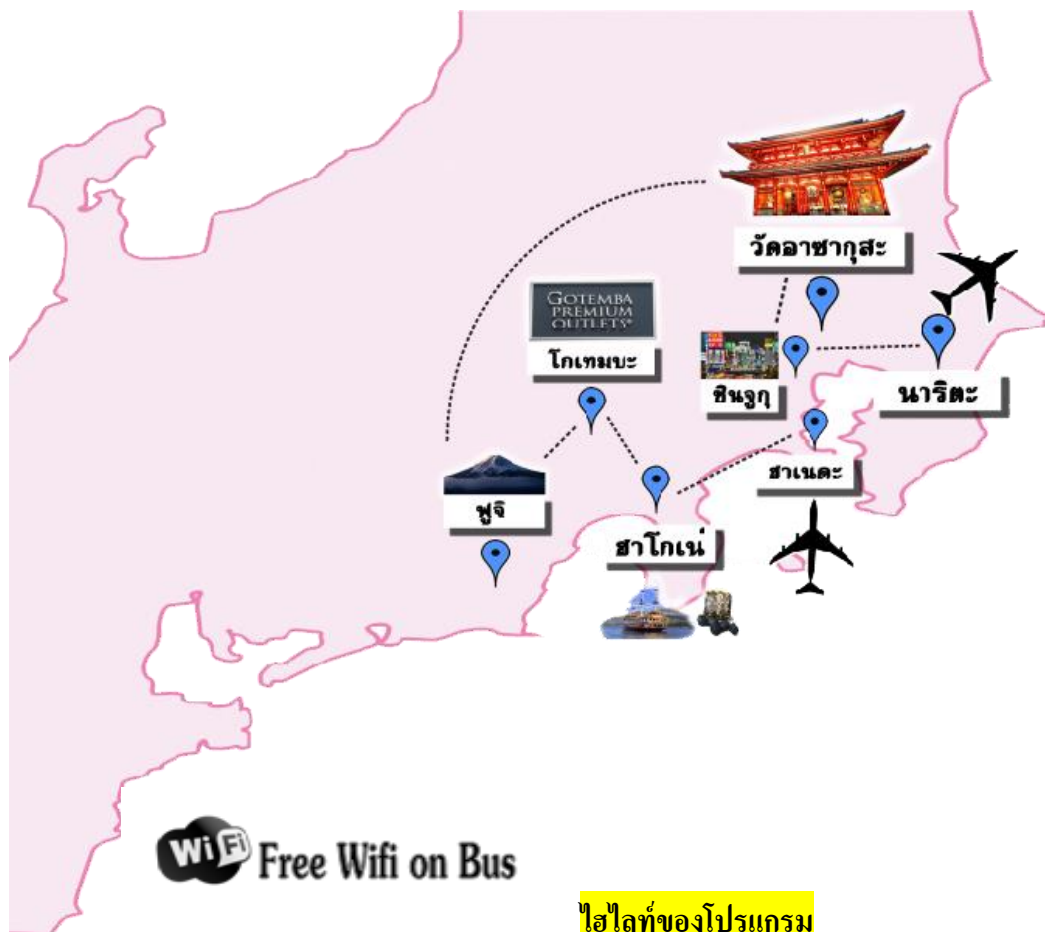 วัดอาซากุสะ
GOTEMBA
PREMIUM
OUTLETS®
โกเทมบะ
ชินจูกุ
นาริตะ
ฮาเนดะ
ฟูจิ
ฮาโกเน่
WiFi Free Wifi on Bus
ไฮไลท์ของโปรแกรม